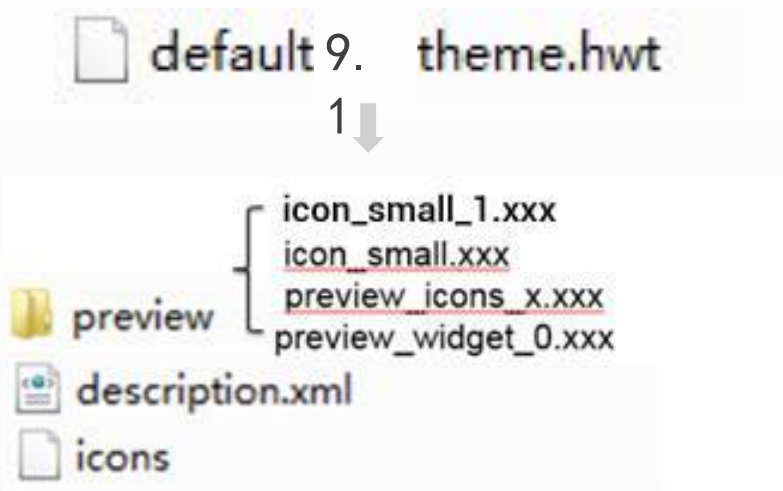 default 9. theme.hwt
1
icon_small_1.xxx
icon_small.xxx
preview_icons_x.xxx
preview
preview_widget_0.xxx
description.xml
icons